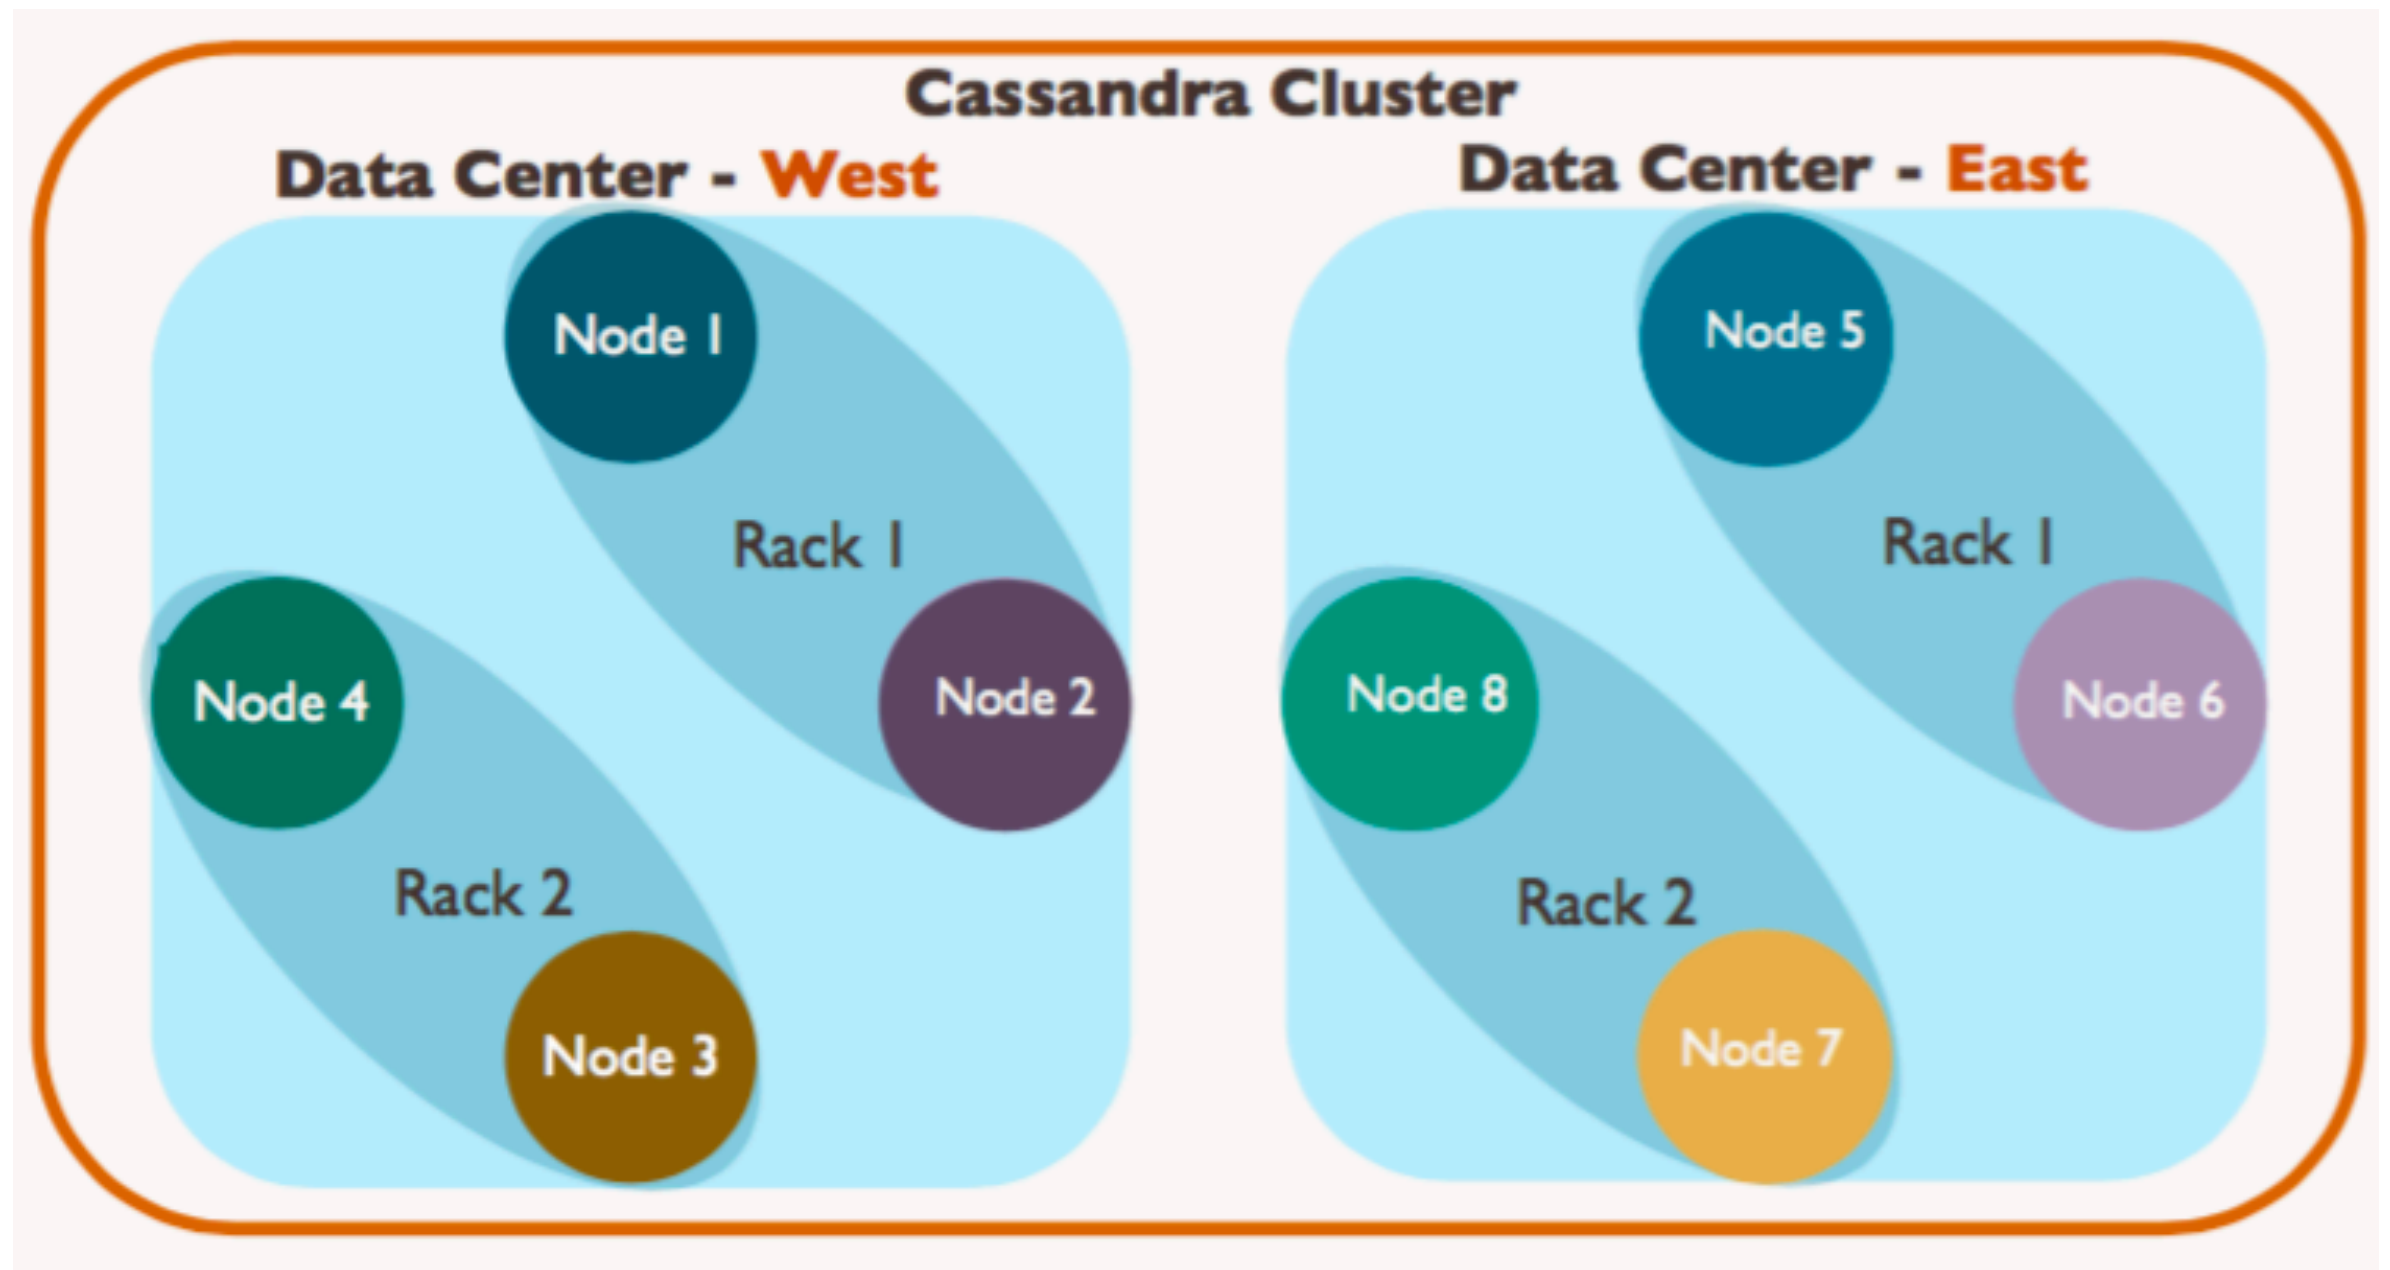 Cassandra Cluster
Data Center - West
Data Center - East
Node 1
Rack 1
Node 2
Node 4
Rack 2
Node 3
Node 5
Rack 1
Node 6
Node 8
Rack 2
Node 7